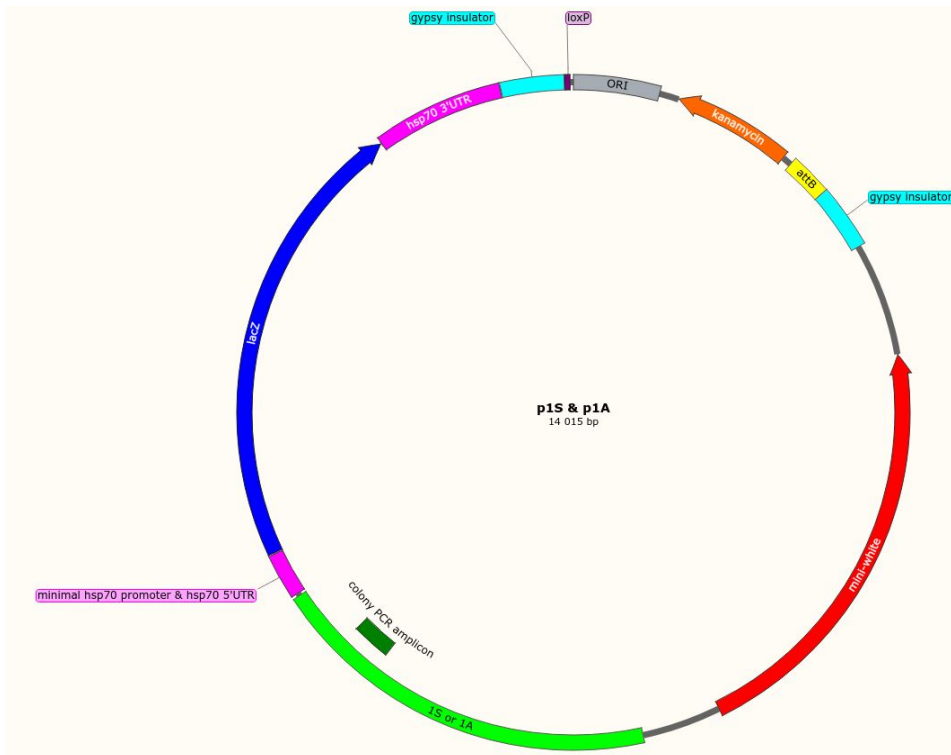 gypsy insulator
loxP
ORI
hsp70 3'UTR
kanamycin
attB
gypsy insulator
lacZ
p1S & p1A
14 015 bp
mini-white
minimal hsp70 promoter & hsp70 5'UTR
colony PCR amplicon
1S or 1A